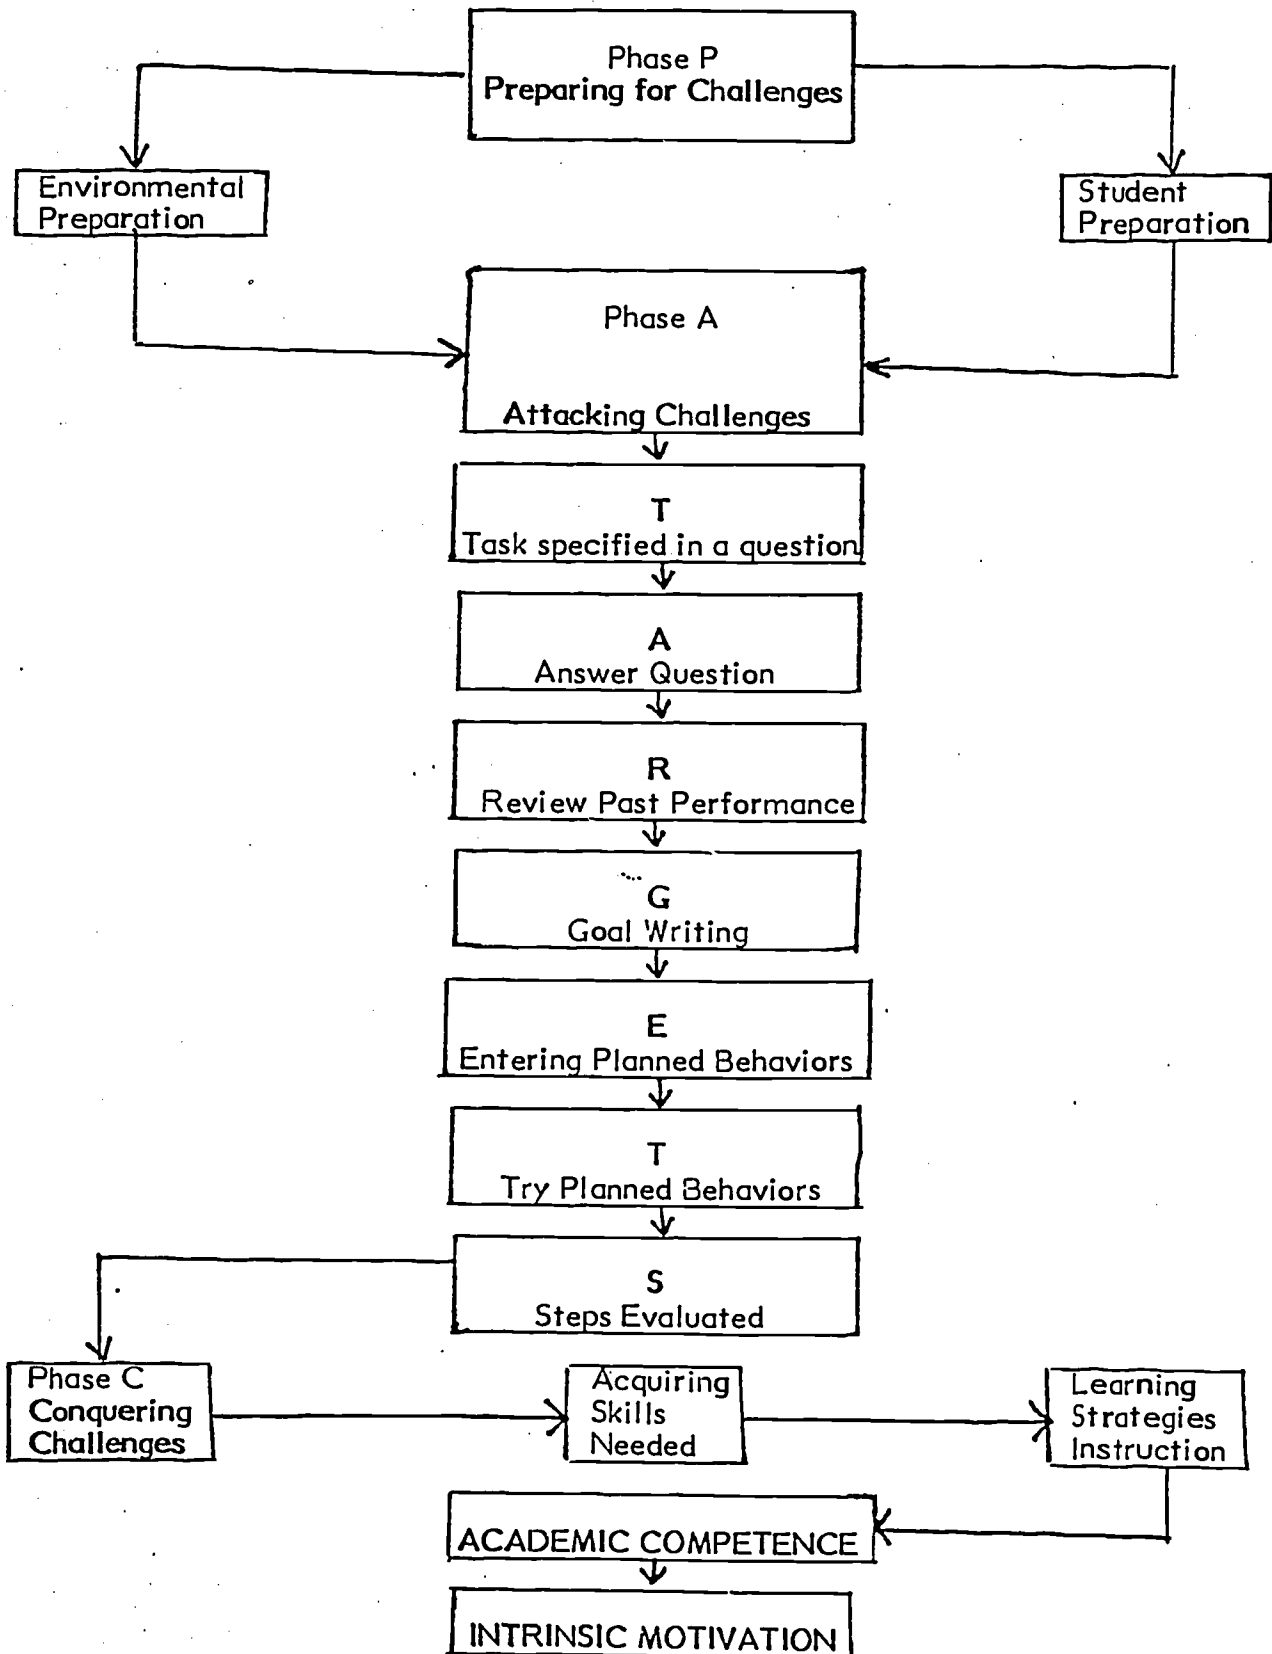 Phase P
Preparing for Challenges
Environmental
Preparation
Student
Preparation
Phase A
Attacking Challenges
T
Task specified in a question
A
Answer Question
R
Review Past Performance
G
Goal Writing
E
Entering Planned Behaviors
T
Try Planned Behaviors
S
Steps Evaluated
Phase C
Conquering
Challenges
Acquiring
Skills
Needed
Learning
Strategies
Instruction
ACADEMIC COMPETENCE
INTRINSIC MOTIVATION